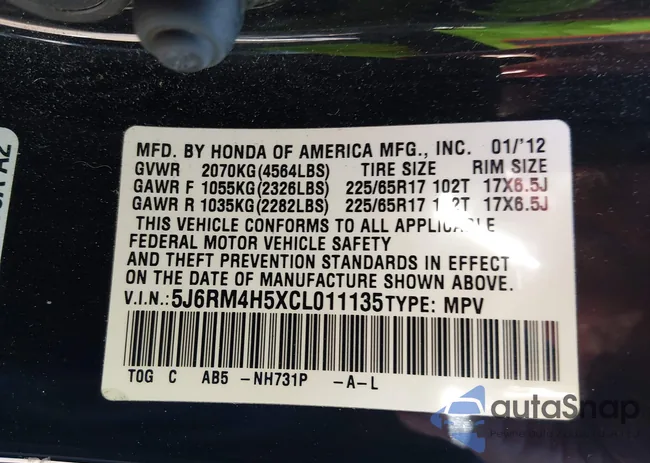 MFD. BY HONDA OF AMERICA MFG., INC. 01/'12
GVWR 2070KG(4564LBS) TIRE SIZE RIM SIZE
GAWR F 1055KG(2326LBS) 225/65R17 102T 17X6.5J
GAWR R 1035KG(2282LBS) 225/65R17 102T 17X6.5J
THIS VEHICLE CONFORMS TO ALL APPLICABLE
FEDERAL MOTOR VEHICLE SAFETY
AND THEFT PREVENTION STANDARDS IN EFFECT
ON THE DATE OF MANUFACTURE SHOWN ABOVE.
V.I.N.:5J6RM4H5XCL011135TYPE: MPV
TOG C AB5 -NH731P -A-L
autoSnap